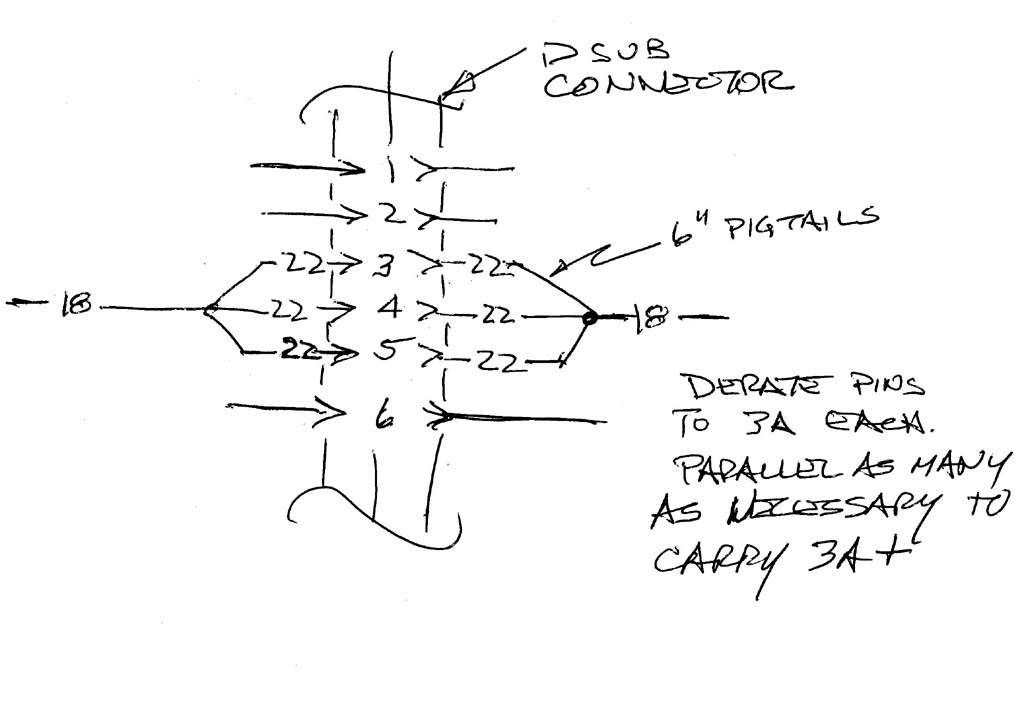 D SUB
CONNECTOR
1
2
6" PIGTAILS
22 3 22
18 22 4 22 18
22 5 22
DERATE PINS
6
TO 3A EACH.
PARALLEL AS MANY
AS NECESSARY TO
CARRY 3A+